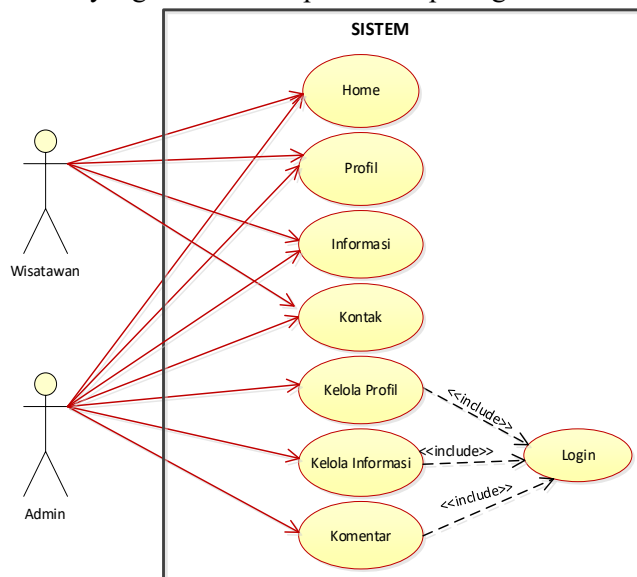 SISTEM
Home
Profil
Informasi
Wisatawan
Kontak
Kelola Profil
<<include>>
<<include>>
Kelola Informasi
Login
<<include>>
Admin
Komentar